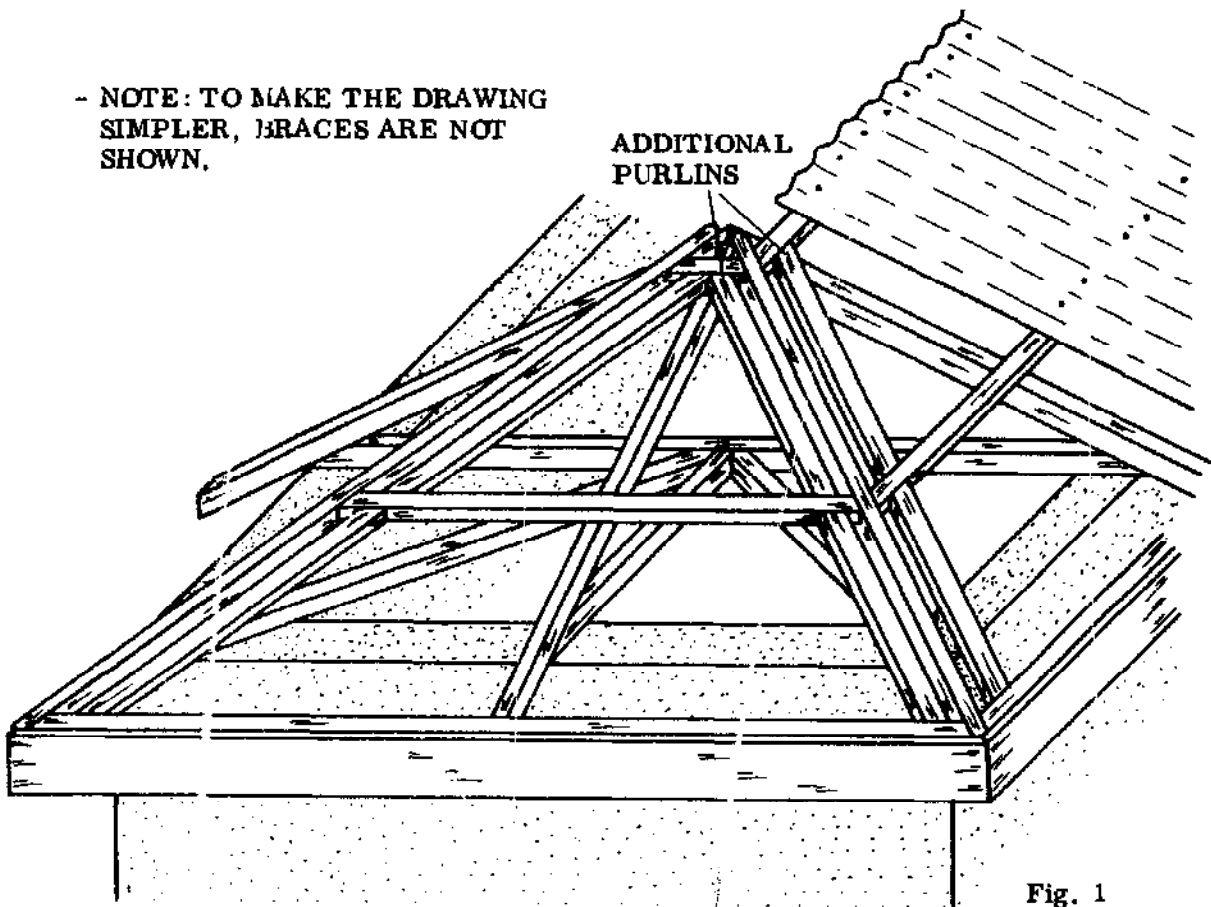 - NOTE: TO MAKE THE DRAWING
SIMPLER, BRACES ARE NOT
SHOWN.
ADDITIONAL
PURLINS
Fig. 1